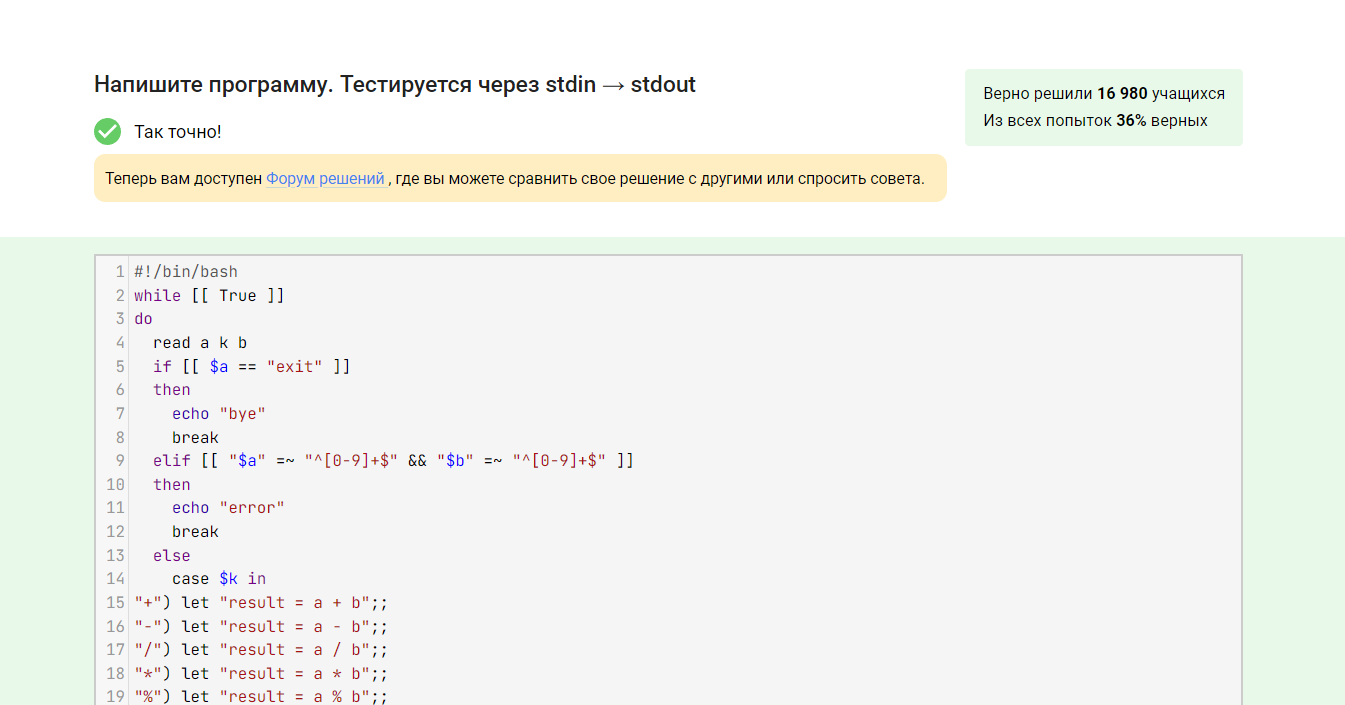 Напишите программу. Тестируется через stdin → stdout
Верно решили 16 980 учащихся
Из всех попыток 36% верных
Так точно!
Теперь вам доступен Форум решений , где вы можете сравнить свое решение с другими или спросить совета.
1 #!/bin/bash
2 while [[ True ]]
3 do
4   read a k b
5   if [[ $a == "exit" ]]
6   then
7     echo "bye"
8     break
9   elif [[ "$a" =~ "^[0-9]+$" && "$b" =~ "^[0-9]+$" ]]
10   then
11     echo "error"
12     break
13   else
14     case $k in
15 "+") let "result = a + b";;
16 "-") let "result = a - b";;
17 "/") let "result = a / b";;
18 "*") let "result = a * b";;
19 "%") let "result = a % b";;